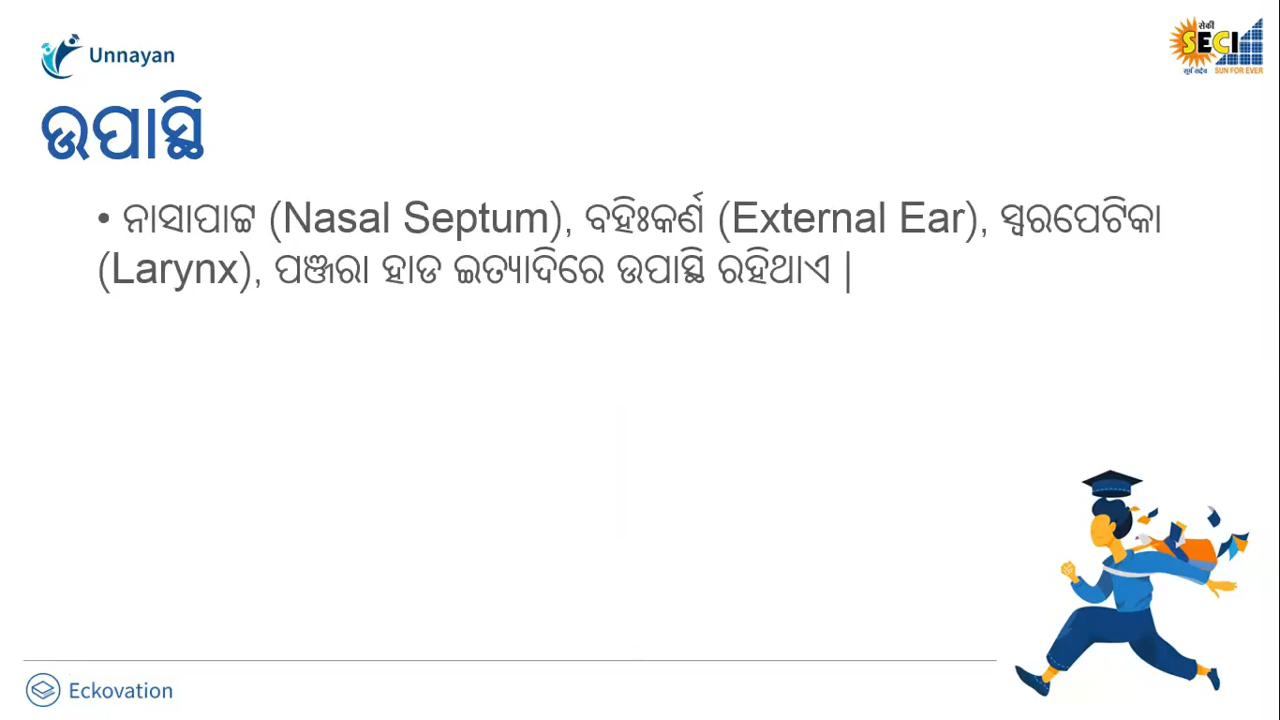 Unnayan
सेकी
SECI
सूर्य सदैव SUN FOR EVER
ଉପାସ୍ଥି
• ନାସାପାଟ୍ଟ (Nasal Septum), ବହିଃକର୍ଣ (External Ear), ସ୍ୱରପେଟିକା
(Larynx), ପଞ୍ଜରା ହାଡ ଇତ୍ୟାଦିରେ ଉପାସ୍ଥି ରହିଥାଏ |
Eckovation